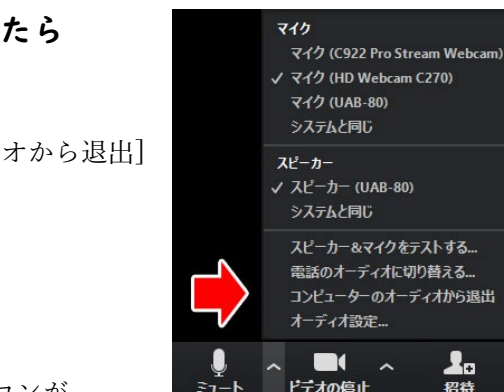 たら
オから退出]
マイク
マイク (C922 Pro Stream Webcam)
✓ マイク (HD Webcam C270)
マイク (UAB-80)
システムと同じ
スピーカー
✓ スピーカー (UAB-80)
システムと同じ
スピーカー&マイクをテストする...
電話のオーディオに切り替える...
コンピューターのオーディオから退出
オーディオ設定...
ミュート
ビデオの停止
招待